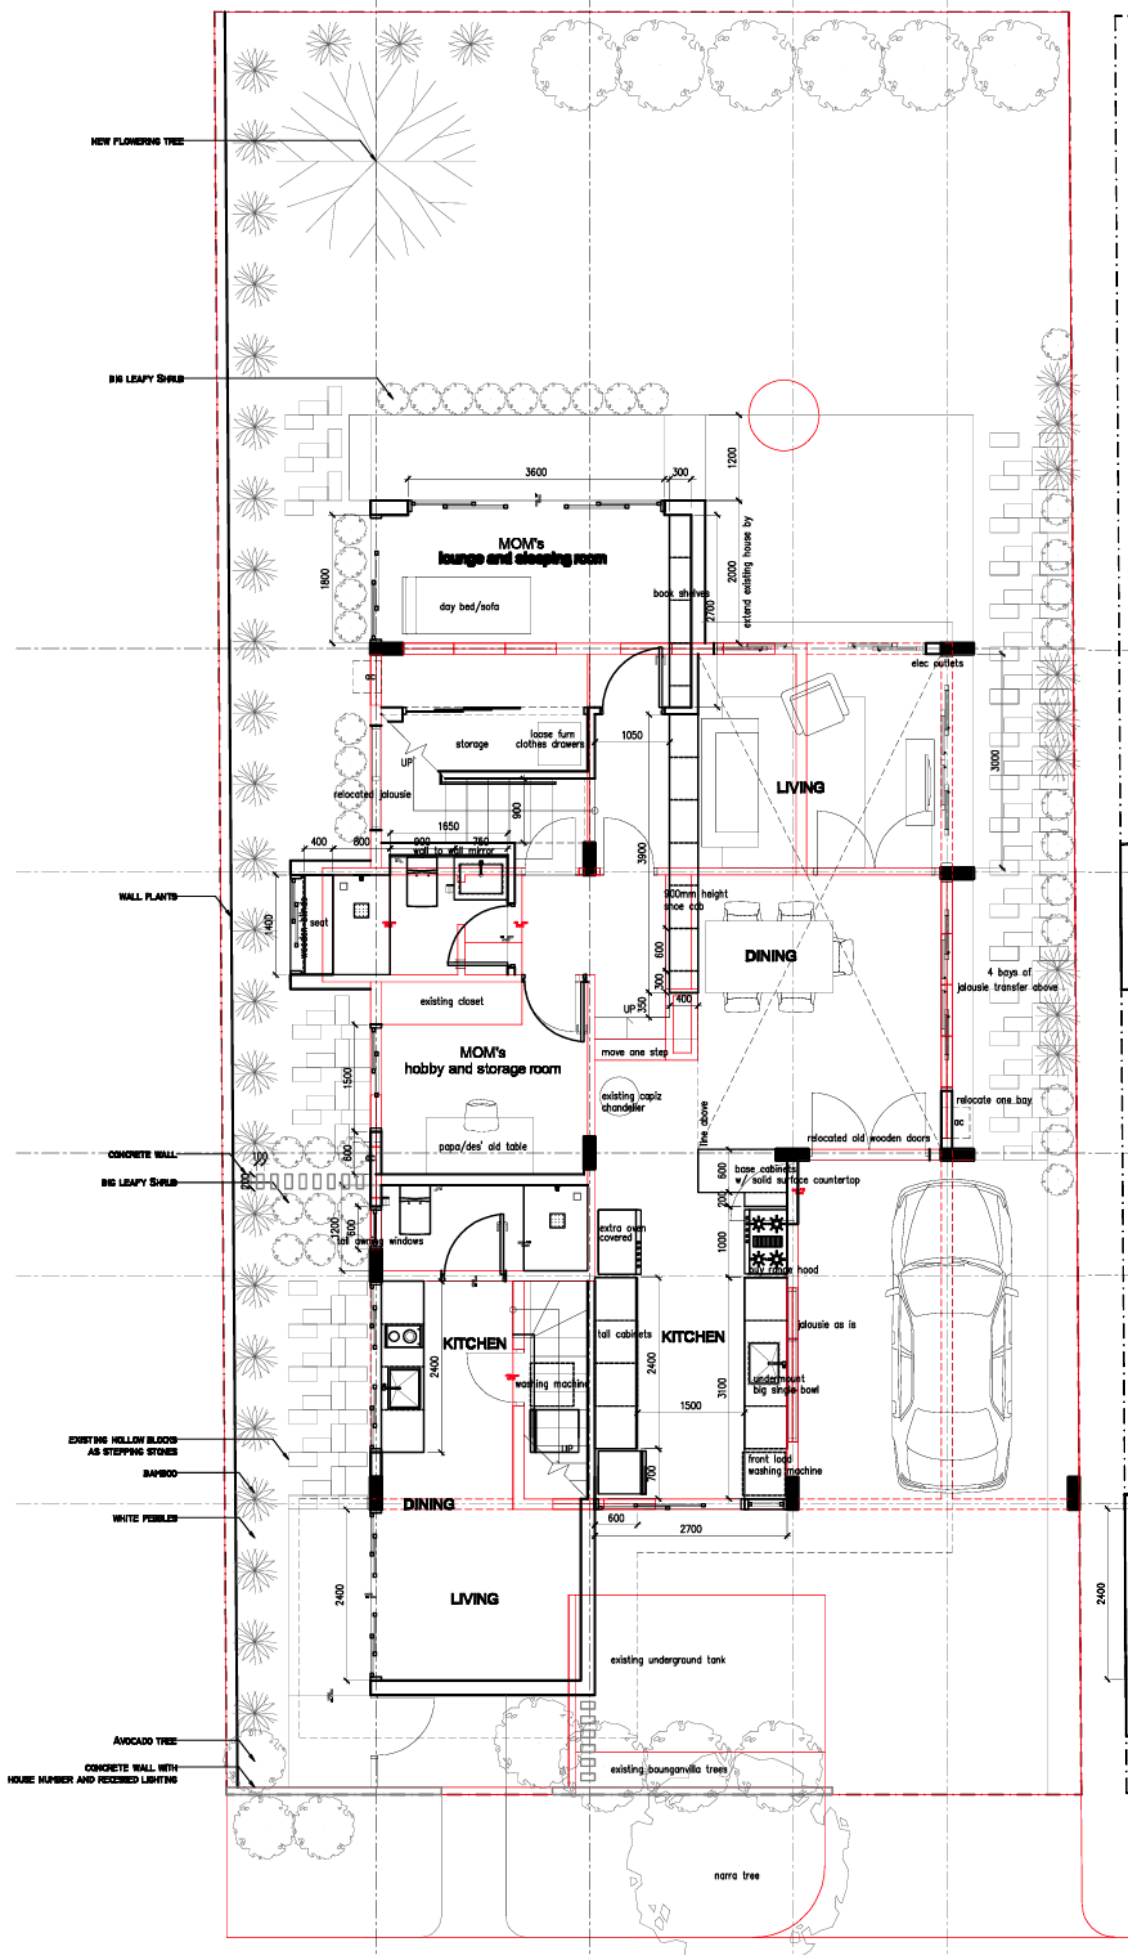 NEW FLOWERING TREE
BIG LEAFY SHRUB
3600
300
1200
extend existing house by
2000
MOM's
lounge and sleeping room
1800
day bed/sofa
book shelves
2700
elec outlets
storage
loose furn
clothes drawers
1050
UP
relocated jalousie
900
LIVING
3000
1650
400
800
900
750
wall to wall mirror
3900
WALL PLANTS
1400
wooden blinds
seat
900mm height
shoe cab
600
DINING
300
4 bays of
jalousie transfer above
existing closet
350
400
UP
MOM's
hobby and storage room
move one step
1500
existing capiz
chandelier
relocate one bay
ac
line above
papa/des' old table
relocated old wooden doors
CONCRETE WALL
600
200
BIG LEAFY SHRUB
600
base cabinets
w/ solid surface countertop
200
1200
600
tall awning windows
extra oven
covered
1000
buy range hood
KITCHEN
tall cabinets
KITCHEN
jalousie as is
2400
washing machine
2400
3100
undermount
big single bowl
1500
EXISTING HOLLOW BLOCKS
AS STEPPING STONES
UP
front load
washing machine
700
BAMBOO
DINING
WHITE PEBBLES
600
2700
2400
LIVING
2400
existing underground tank
AVOCADO TREE
CONCRETE WALL WITH
HOUSE NUMBER AND RECESSED LIGHTING
existing bounganvilla trees
narra tree